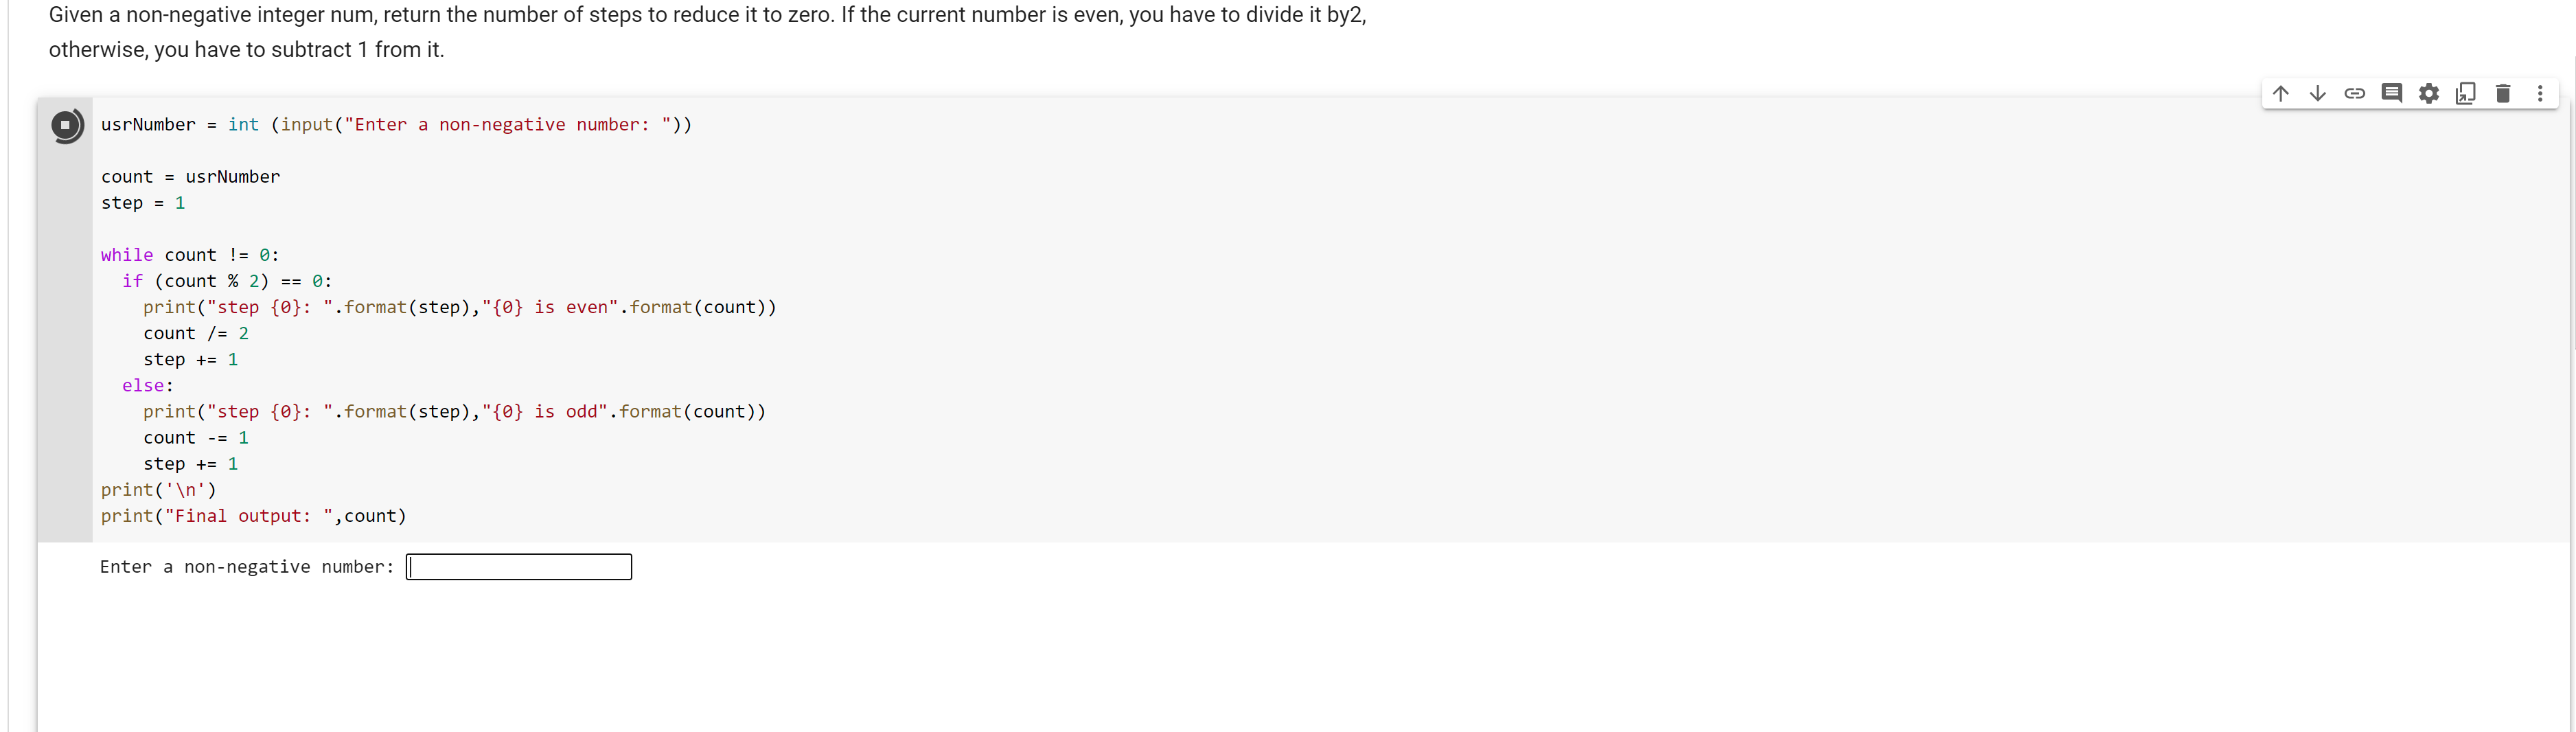 Given a non-negative integer num, return the number of steps to reduce it to zero. If the current number is even, you have to divide it by2,
otherwise, you have to subtract 1 from it.
usrNumber = int (input("Enter a non-negative number: "))
count = usrNumber
step = 1
while count != 0:
  if (count % 2) == 0:
    print("step {0}: ".format(step),"{0} is even".format(count))
    count /= 2
    step += 1
  else:
    print("step {0}: ".format(step),"{0} is odd".format(count))
    count -= 1
    step += 1
print('\n')
print("Final output: ",count)
Enter a non-negative number: